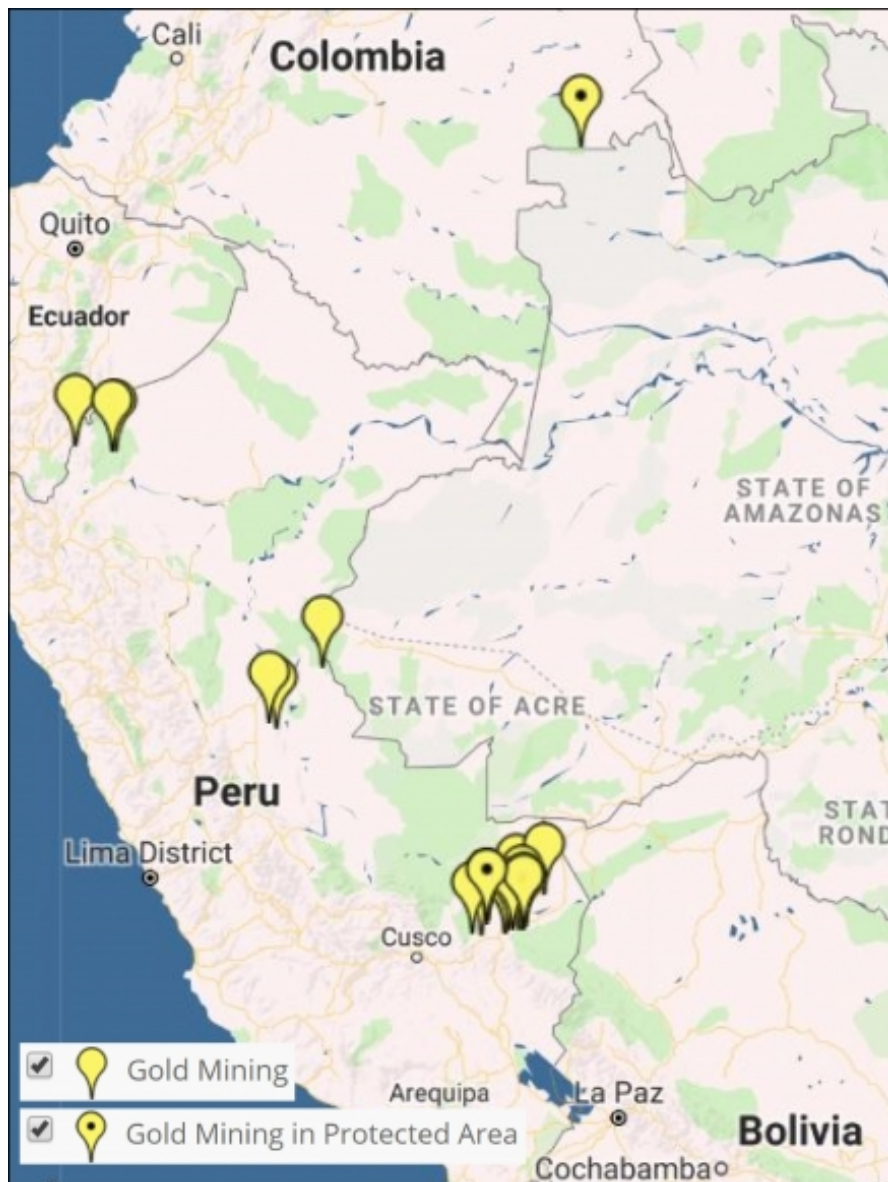 Cali
Colombia
Quito
Ecuador
STATE OF
AMAZONAS
STATE OF ACRE
Peru
STAT
ROND
Lima District
Cusco
Gold Mining
Arequipa
La Paz
Gold Mining in Protected Area
Bolivia
Cochabamba